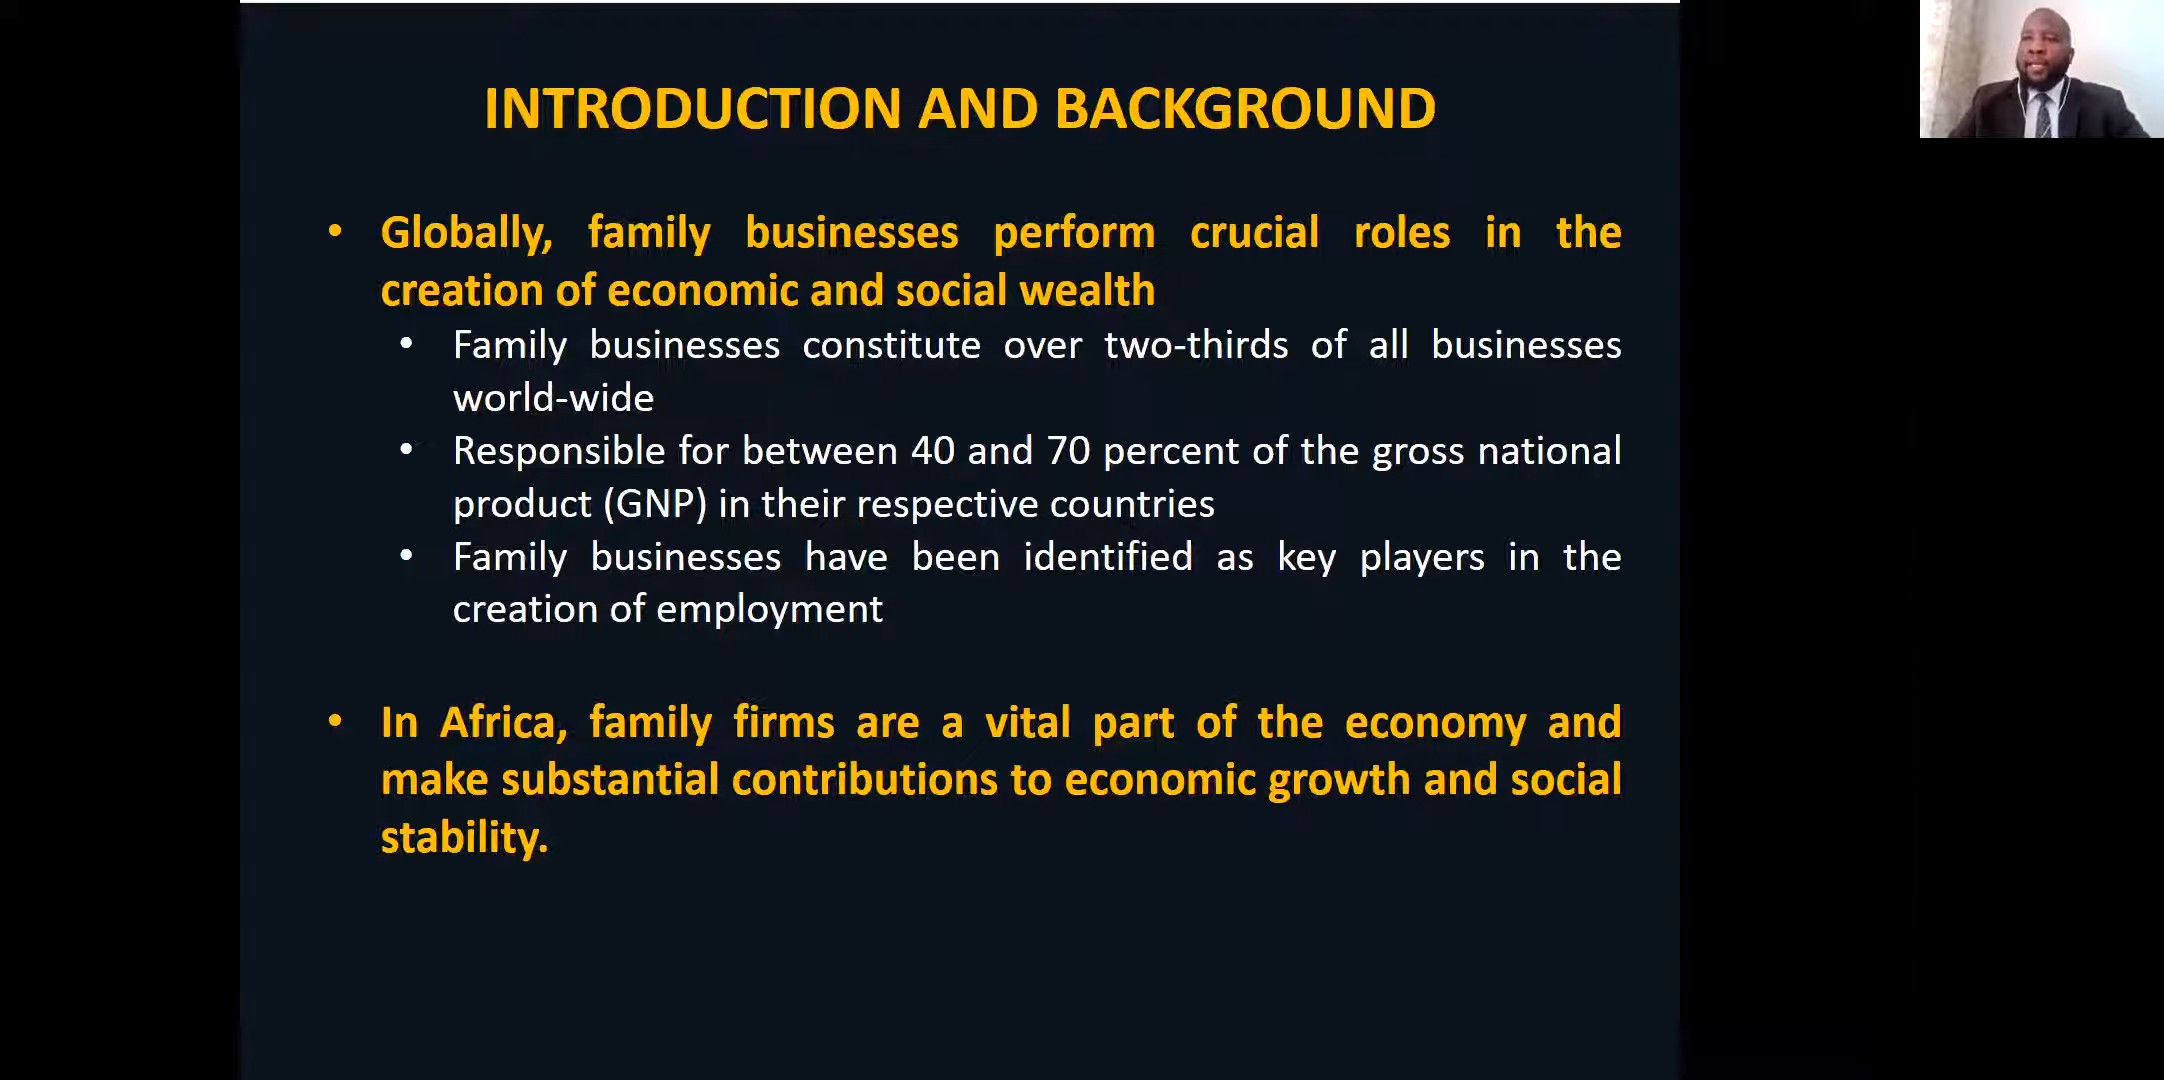 INTRODUCTION AND BACKGROUND
• Globally, family businesses perform crucial roles in the
creation of economic and social wealth
• Family businesses constitute over two-thirds of all businesses
world-wide
• Responsible for between 40 and 70 percent of the gross national
product (GNP) in their respective countries
• Family businesses have been identified as key players in the
creation of employment
• In Africa, family firms are a vital part of the economy and
make substantial contributions to economic growth and social
stability.